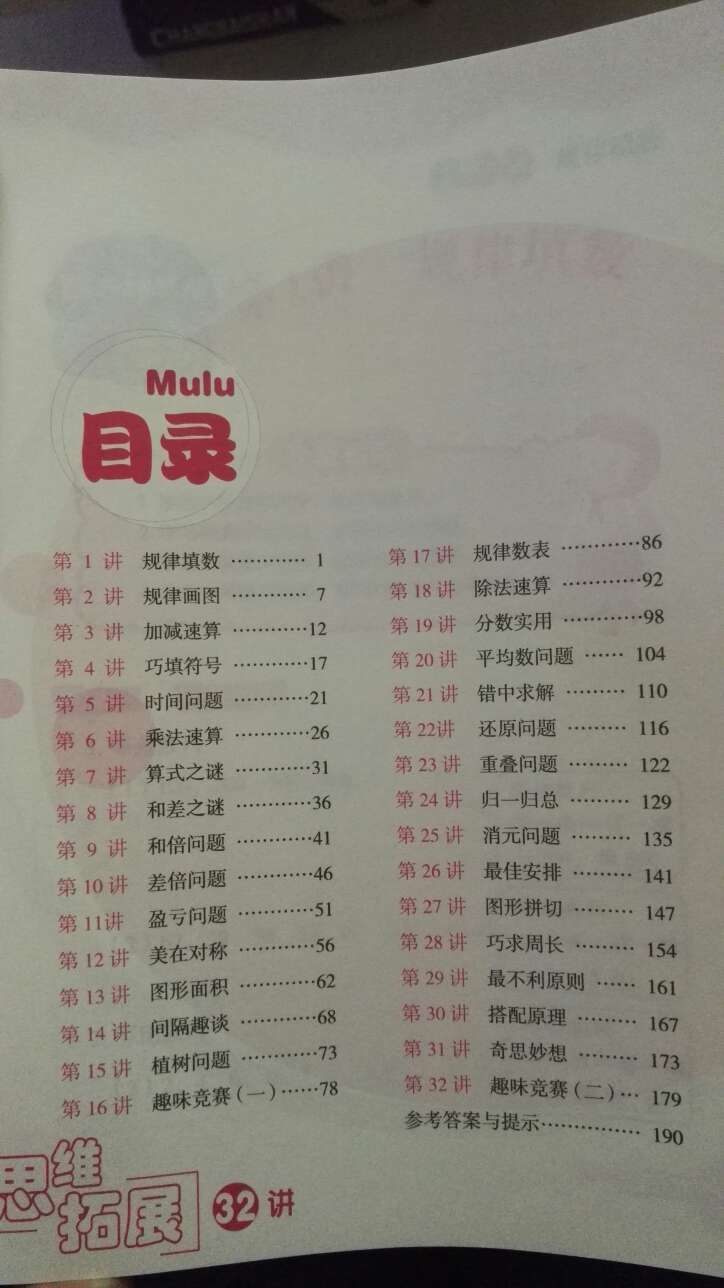 Mulu
目录
第 1 讲 规律填数 ………… 1
第 2 讲 规律画图 ………… 7
第 3 讲 加减速算 …………12
第 4 讲 巧填符号 …………17
第 5 讲 时间问题 …………21
第 6 讲 乘法速算 …………26
第 7 讲 算式之谜 …………31
第 8 讲 和差之谜 …………36
第 9 讲 和倍问题 …………41
第 10 讲 差倍问题 …………46
第 11讲 盈亏问题 …………51
第 12 讲 美在对称 …………56
第 13 讲 图形面积 …………62
第 14 讲 间隔趣谈 …………68
第 15 讲 植树问题 …………73
第 16 讲 趣味竞赛(一)……78
第 17 讲 规律数表 …………86
第 18 讲 除法速算 …………92
第 19 讲 分数实用 …………98
第 20 讲 平均数问题 …… 104
第 21 讲 错中求解 ……… 110
第 22讲 还原问题 ……… 116
第 23 讲 重叠问题 ……… 122
第 24 讲 归一归总 ……… 129
第 25 讲 消元问题 ……… 135
第 26 讲 最佳安排 ……… 141
第 27 讲 图形拼切 ……… 147
第 28 讲 巧求周长 ……… 154
第 29 讲 最不利原则 …… 161
第 30 讲 搭配原理 ……… 167
第 31 讲 奇思妙想 ……… 173
第 32 讲 趣味竞赛(二)… 179
参考答案与提示…………… 190
思维拓展 32 讲